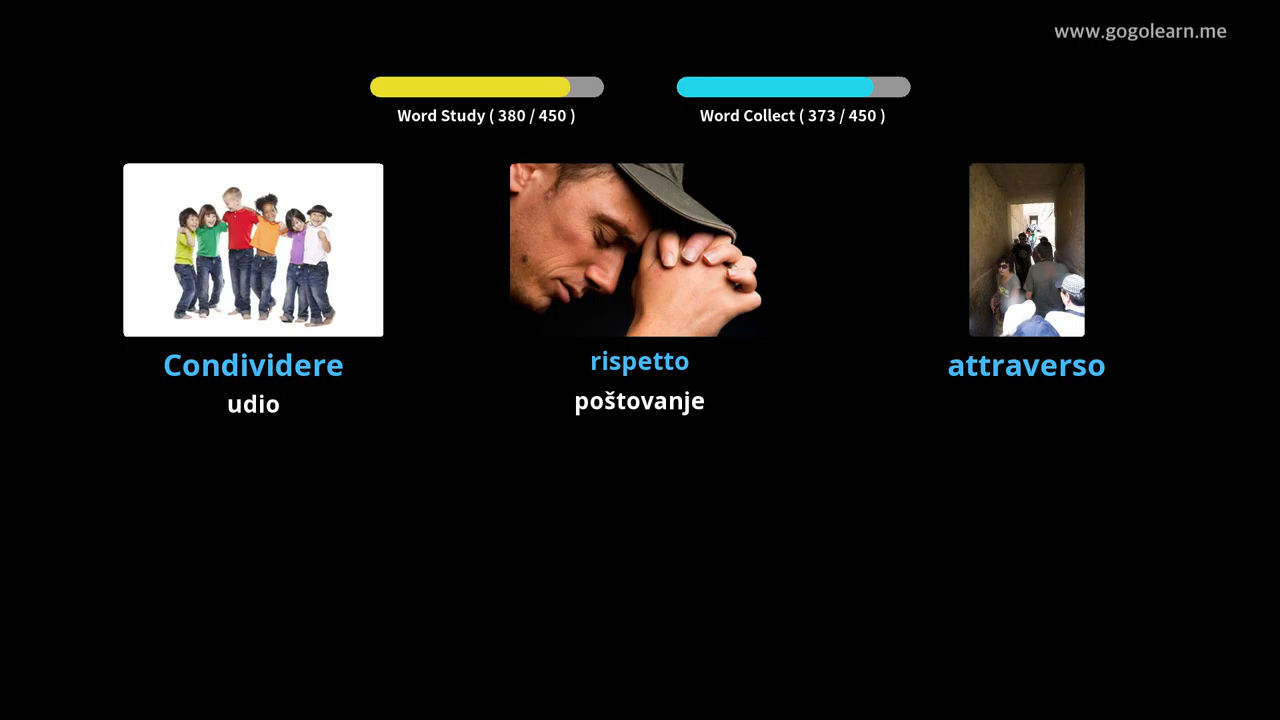 www.gogolearn.me
Word Study ( 380 / 450 )
Word Collect ( 373 / 450 )
Condividere
udio
rispetto
poštovanje
attraverso